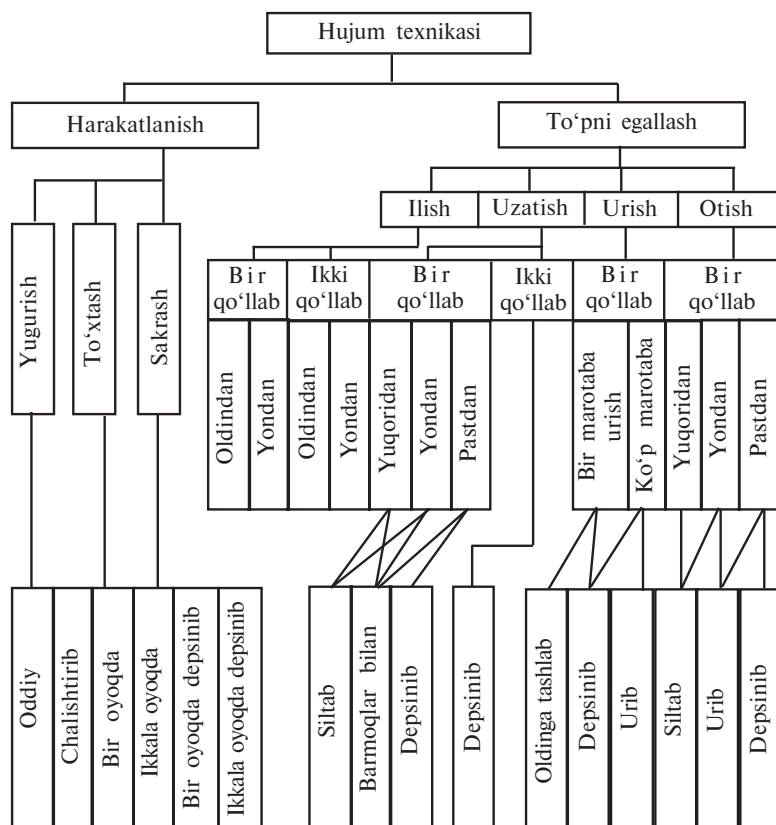 Hujum texnikasi
Harakatlanish
To‘pni egallash
Ilish
Uzatish
Urish
Otish
Yugurish
To‘xtash
Sakrash
Bir
qo‘llab
Ikki
qo‘llab
Bir
qo‘llab
Ikki
qo‘llab
Bir
qo‘llab
Bir
qo‘llab
Oldindan
Yondan
Oldindan
Yondan
Yuqoridan
Yondan
Pastdan
Bir marotaba
urish
Ko‘p marotaba
Yuqoridan
Yondan
Pastdan
Oddiy
Chalishtirib
Bir oyoqda
Ikkala oyoqda
Bir oyoqda depsinib
Ikkala oyoqda depsinib
Siltab
Barmoqlar bilan
Depsinib
Depsinib
Oldinga tashlab
Depsinib
Urib
Siltab
Urib
Depsinib